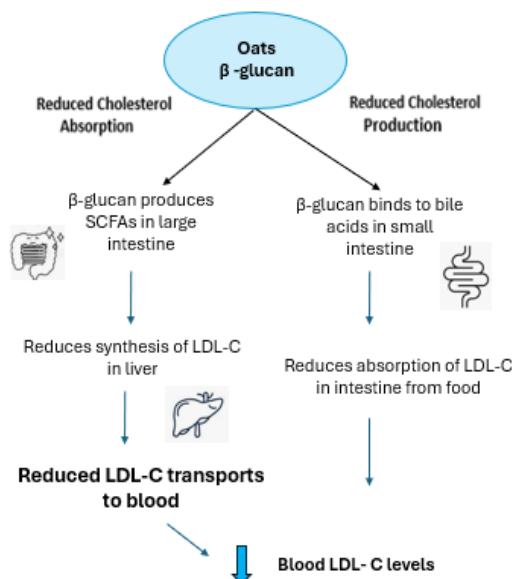 Oats
β -glucan
Reduced Cholesterol
Absorption
Reduced Cholesterol
Production
β-glucan produces
SCFAs in large
intestine
β-glucan binds to bile
acids in small
intestine
Reduces synthesis of LDL-C
in liver
Reduces absorption of LDL-C
in intestine from food
Reduced LDL-C transports
to blood
Blood LDL- C levels